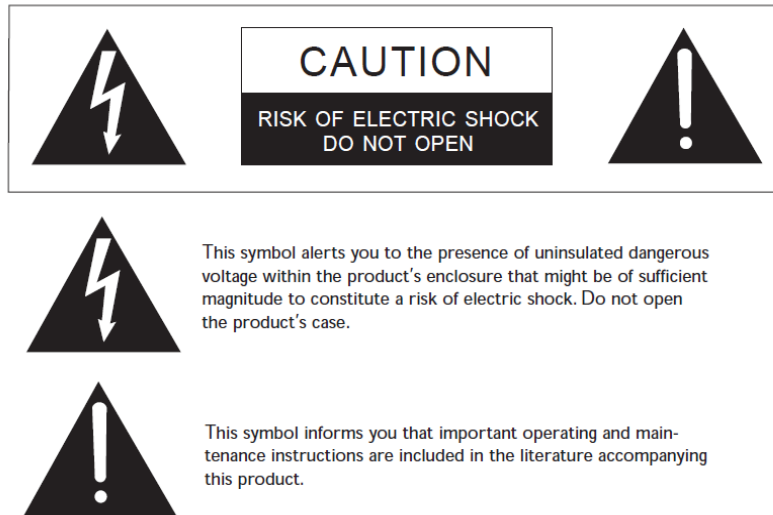 CAUTION
RISK OF ELECTRIC SHOCK
DO NOT OPEN
This symbol alerts you to the presence of uninsulated dangerous
voltage within the product's enclosure that might be of sufficient
magnitude to constitute a risk of electric shock. Do not open
the product's case.
This symbol informs you that important operating and main-
tenance instructions are included in the literature accompanying
this product.